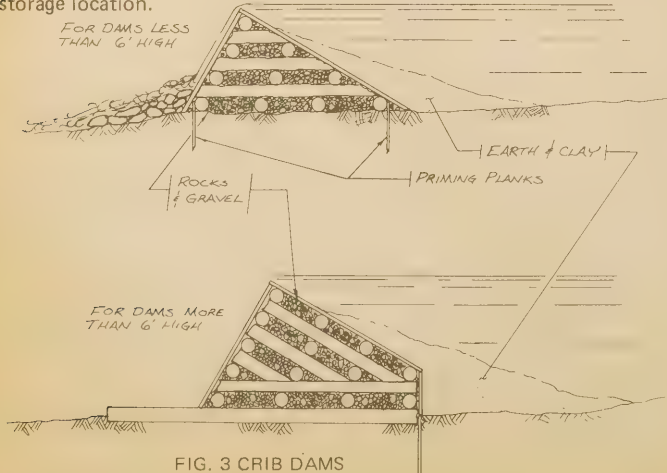 storage location.
FOR DAMS LESS
THAN 6' HIGH
EARTH & CLAY
PRIMING PLANKS
ROCKS
& GRAVEL
FOR DAMS MORE
THAN 6' HIGH
FIG. 3 CRIB DAMS